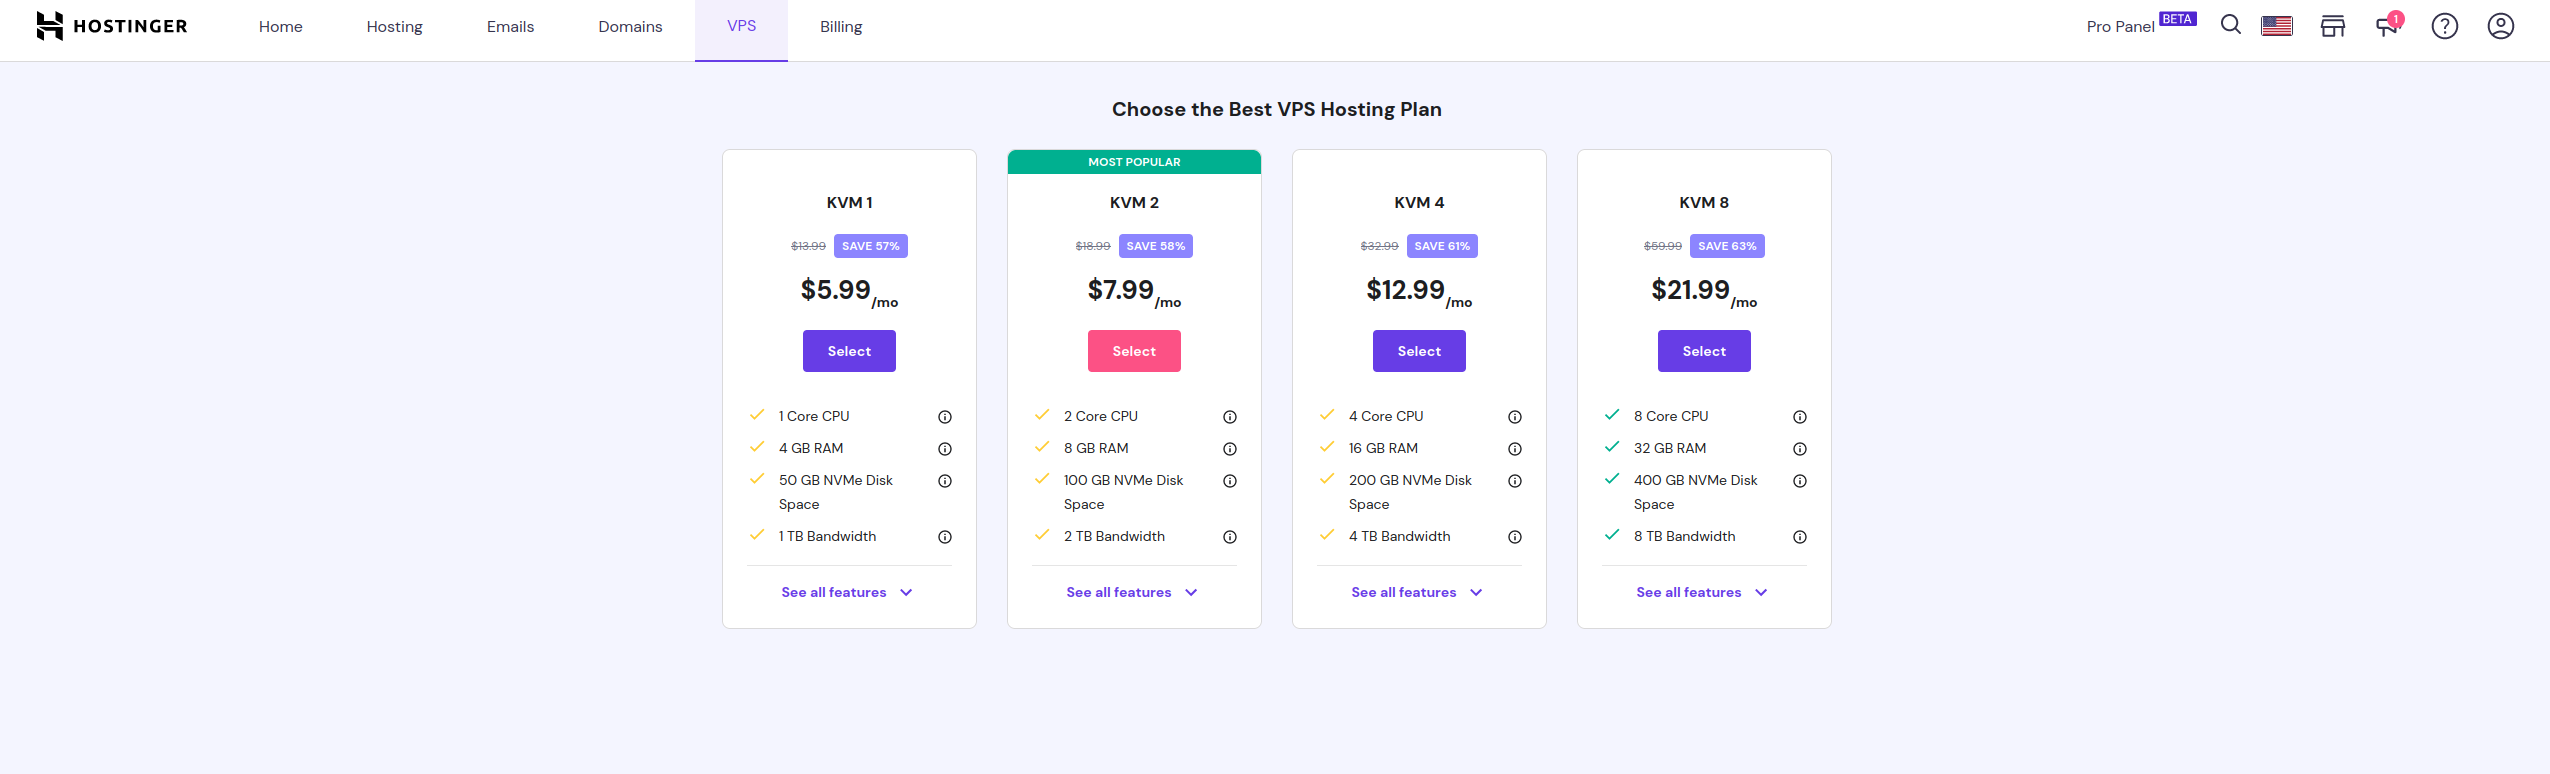 HOSTINGER
Home
Hosting
Emails
Domains
VPS
Billing
Pro Panel BETA
1
Choose the Best VPS Hosting Plan
KVM 1
$13.99 SAVE 57%
$5.99/mo
Select
1 Core CPU
4 GB RAM
50 GB NVMe Disk
Space
1 TB Bandwidth
See all features
MOST POPULAR
KVM 2
$18.99 SAVE 58%
$7.99/mo
Select
2 Core CPU
8 GB RAM
100 GB NVMe Disk
Space
2 TB Bandwidth
See all features
KVM 4
$32.99 SAVE 61%
$12.99/mo
Select
4 Core CPU
16 GB RAM
200 GB NVMe Disk
Space
4 TB Bandwidth
See all features
KVM 8
$59.99 SAVE 63%
$21.99/mo
Select
8 Core CPU
32 GB RAM
400 GB NVMe Disk
Space
8 TB Bandwidth
See all features